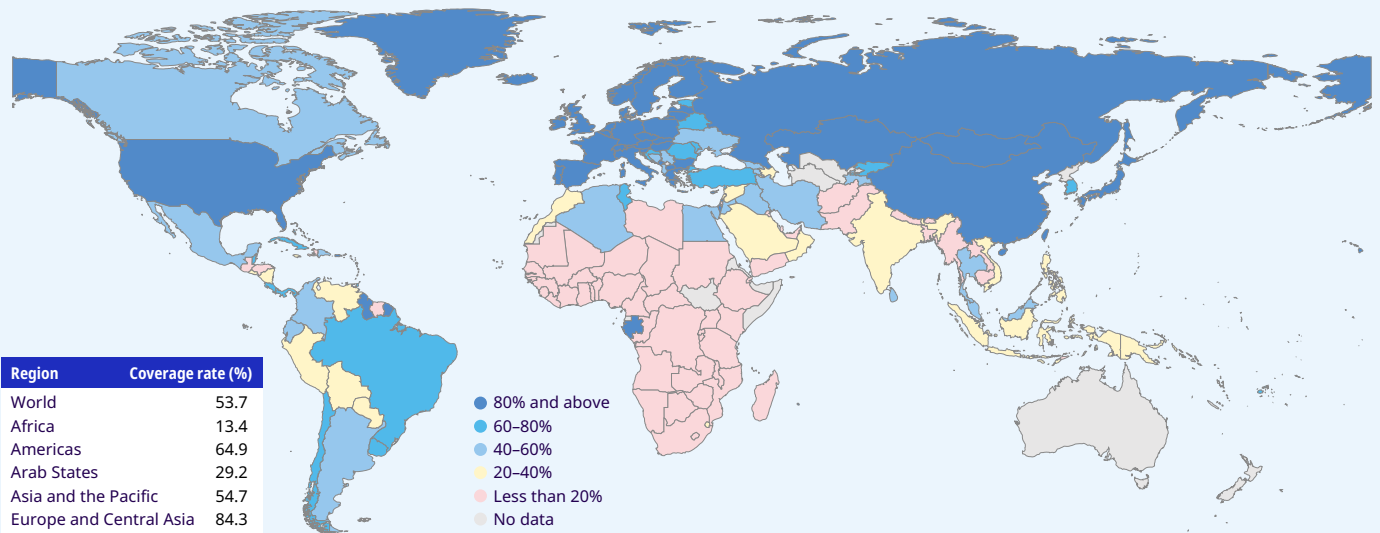 Region Coverage rate (%)
World 53.7
Africa 13.4
Americas 64.9
Arab States 29.2
Asia and the Pacific 54.7
Europe and Central Asia 84.3
80% and above
60–80%
40–60%
20–40%
Less than 20%
No data